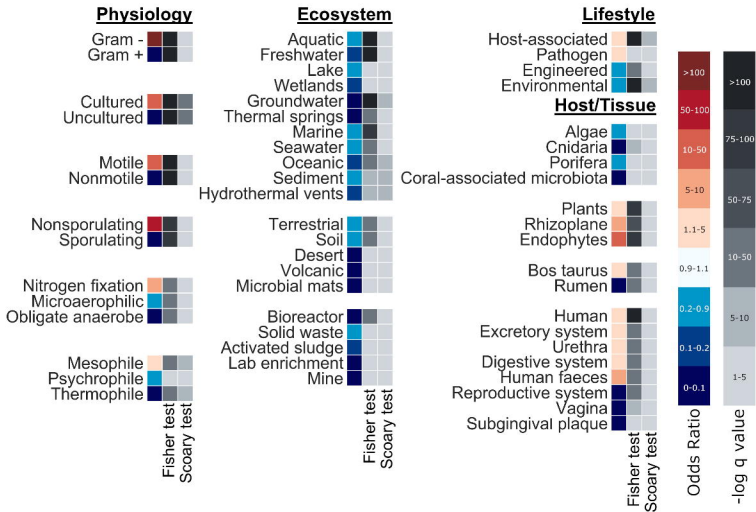 Physiology
Gram -
Gram +
Cultured
Uncultured
Motile
Nonmotile
Nonsporulating
Sporulating
Nitrogen fixation
Microaerophilic
Obligate anaerobe
Mesophile
Psychrophile
Thermophile
Fisher test
Scoary test
Ecosystem
Aquatic
Freshwater
Lake
Wetlands
Groundwater
Thermal springs
Marine
Seawater
Oceanic
Sediment
Hydrothermal vents
Terrestrial
Soil
Desert
Volcanic
Microbial mats
Bioreactor
Solid waste
Activated sludge
Lab enrichment
Mine
Fisher test
Scoary test
Lifestyle
Host-associated
Pathogen
Engineered
Environmental
Host/Tissue
Algae
Cnidaria
Porifera
Coral-associated microbiota
Plants
Rhizoplane
Endophytes
Bos taurus
Rumen
Human
Excretory system
Urethra
Digestive system
Human faeces
Reproductive system
Vagina
Subgingival plaque
Fisher test
Scoary test
>100
50-100
10-50
5-10
1.1-5
0.9-1.1
0.2-0.9
0.1-0.2
0-0.1
Odds Ratio
>100
75-100
50-75
10-50
5-10
1-5
-log q value